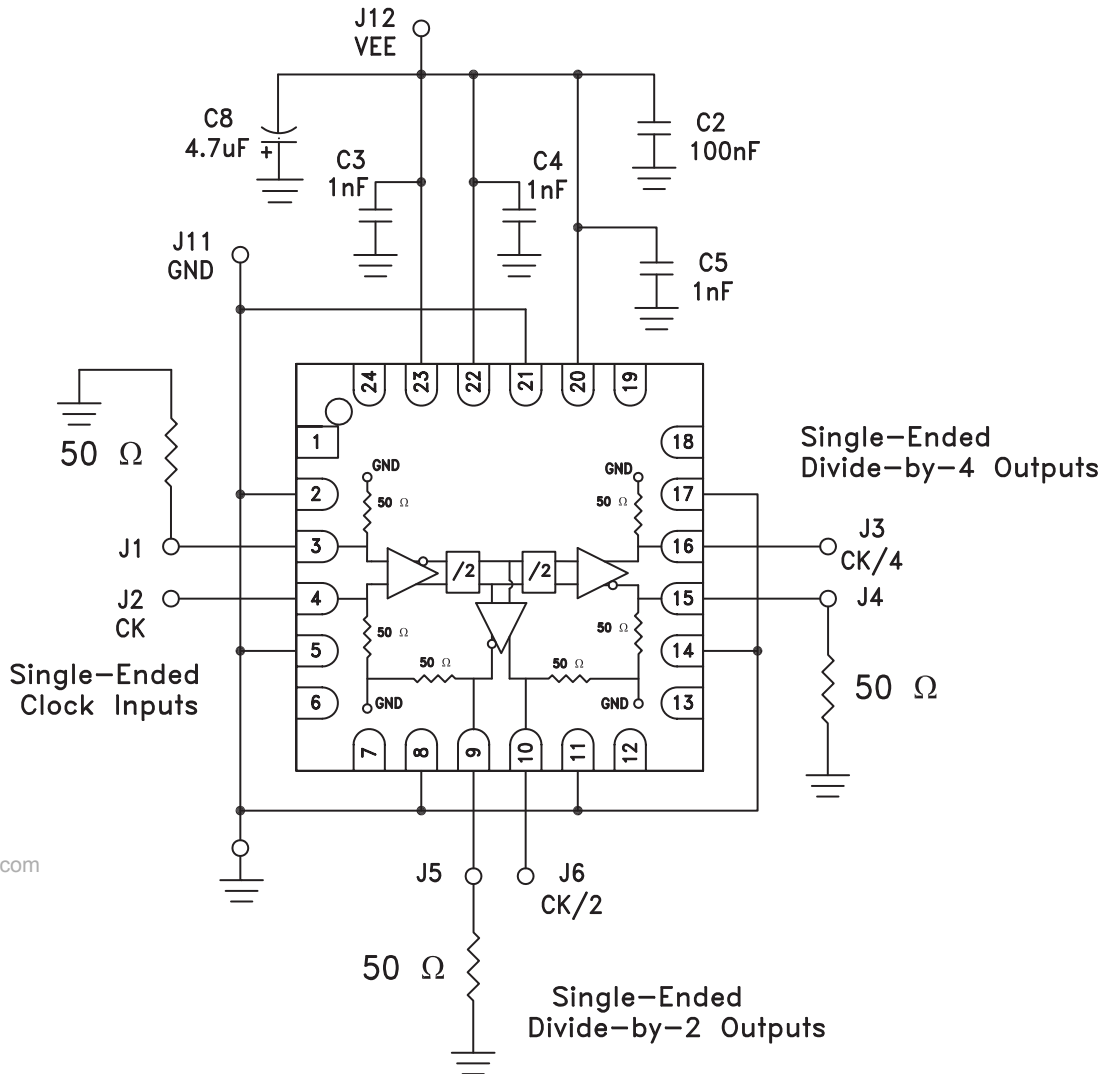 J12
VEE
C8
4.7uF +
C3
1nF
C4
1nF
C2
100nF
J11
GND
C5
1nF
24
23
22
21
20
19
50 Ω
1
18
Single-Ended
Divide-by-4 Outputs
GND
GND
2
50 Ω
50 Ω
17
J1
3
/2
/2
16
J3
CK/4
J2
CK
4
15
J4
50 Ω
50 Ω
5
14
Single-Ended
Clock Inputs
50 Ω
50 Ω
50 Ω
6
GND
GND
13
7
8
9
10
11
12
com
J5
J6
CK/2
50 Ω
Single-Ended
Divide-by-2 Outputs